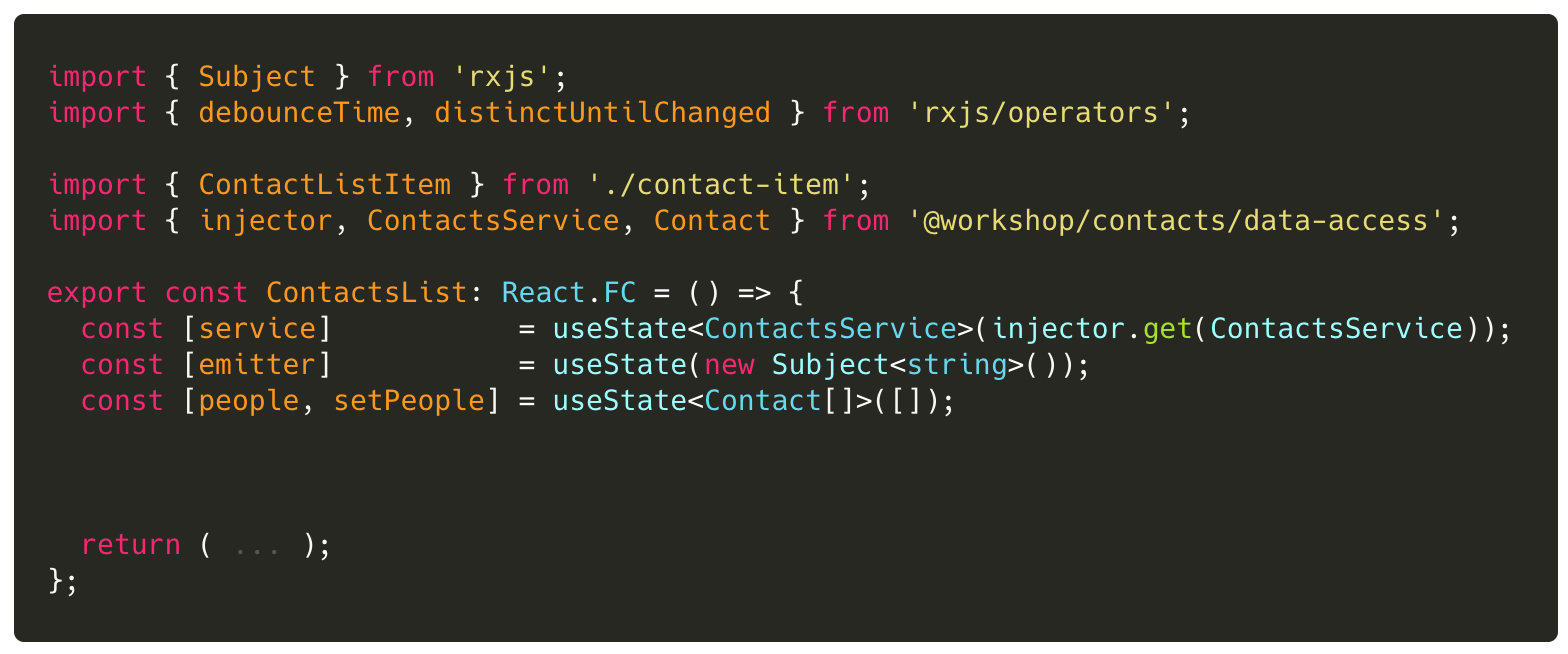 import { Subject } from 'rxjs';
import { debounceTime, distinctUntilChanged } from 'rxjs/operators';
import { ContactListItem } from './contact-item';
import { injector, ContactsService, Contact } from '@workshop/contacts/data-access';
export const ContactsList: React.FC = () => {
  const [service]           = useState<ContactsService>(injector.get(ContactsService));
  const [emitter]           = useState(new Subject<string>());
  const [people, setPeople] = useState<Contact[]>([]);
  return ( ... );
};